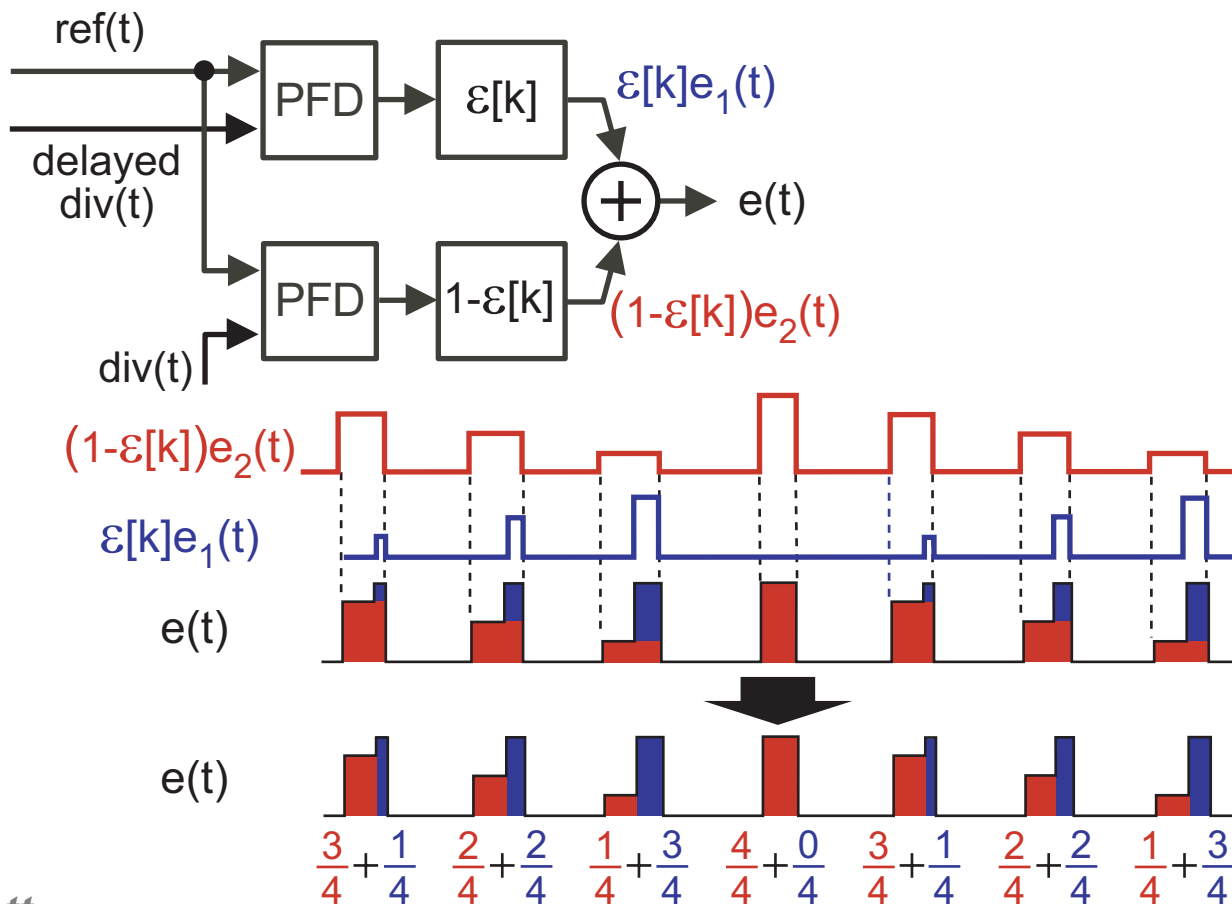 ref(t)
PFD
ε[k]
ε[k]e₁(t)
delayed
div(t)
+
e(t)
PFD
1-ε[k]
(1-ε[k])e₂(t)
div(t)
(1-ε[k])e₂(t)
ε[k]e₁(t)
e(t)
e(t)
3/4 + 1/4 2/4 + 2/4 1/4 + 3/4 4/4 + 0/4 3/4 + 1/4 2/4 + 2/4 1/4 + 3/4